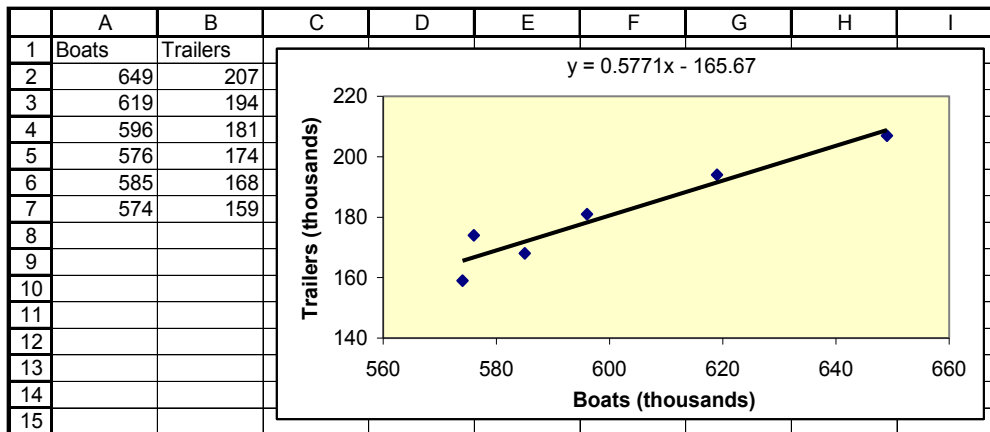 A B C D E F G H I
1 Boats Trailers
2 649 207
3 619 194
4 596 181
5 576 174
6 585 168
7 574 159
8
9
10
11
12
13
14
15
y = 0.5771x - 165.67
Trailers (thousands)
220
200
180
160
140
560 580 600 620 640 660
Boats (thousands)